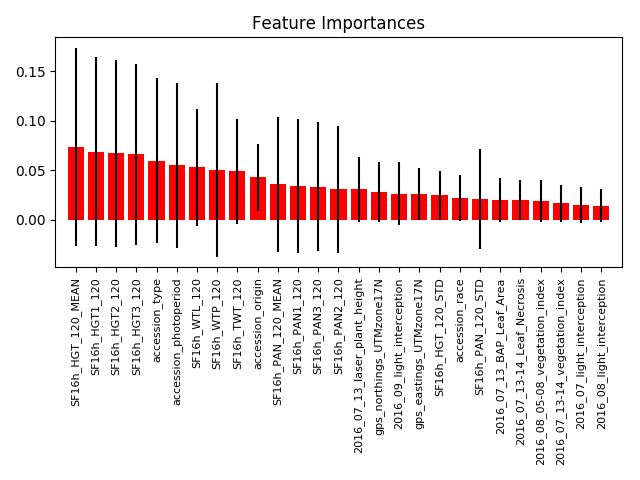 Feature Importances
0.15
0.10
0.05
0.00
SF16h_HGT_120_MEAN
SF16h_HGT1_120
SF16h_HGT2_120
SF16h_HGT3_120
accession_type
accession_photoperiod
SF16h_WTL_120
SF16h_WTP_120
SF16h_TWT_120
accession_origin
SF16h_PAN_120_MEAN
SF16h_PAN1_120
SF16h_PAN3_120
SF16h_PAN2_120
2016_07_13_laser_plant_height
gps_northings_UTMzone17N
2016_09_light_interception
gps_eastings_UTMzone17N
SF16h_HGT_120_STD
accession_race
SF16h_PAN_120_STD
2016_07_13_BAP_Leaf_Area
2016_07_13-14_Leaf_Necrosis
2016_08_05-08_vegetation_index
2016_07_13-14_vegetation_index
2016_07_light_interception
2016_08_light_interception